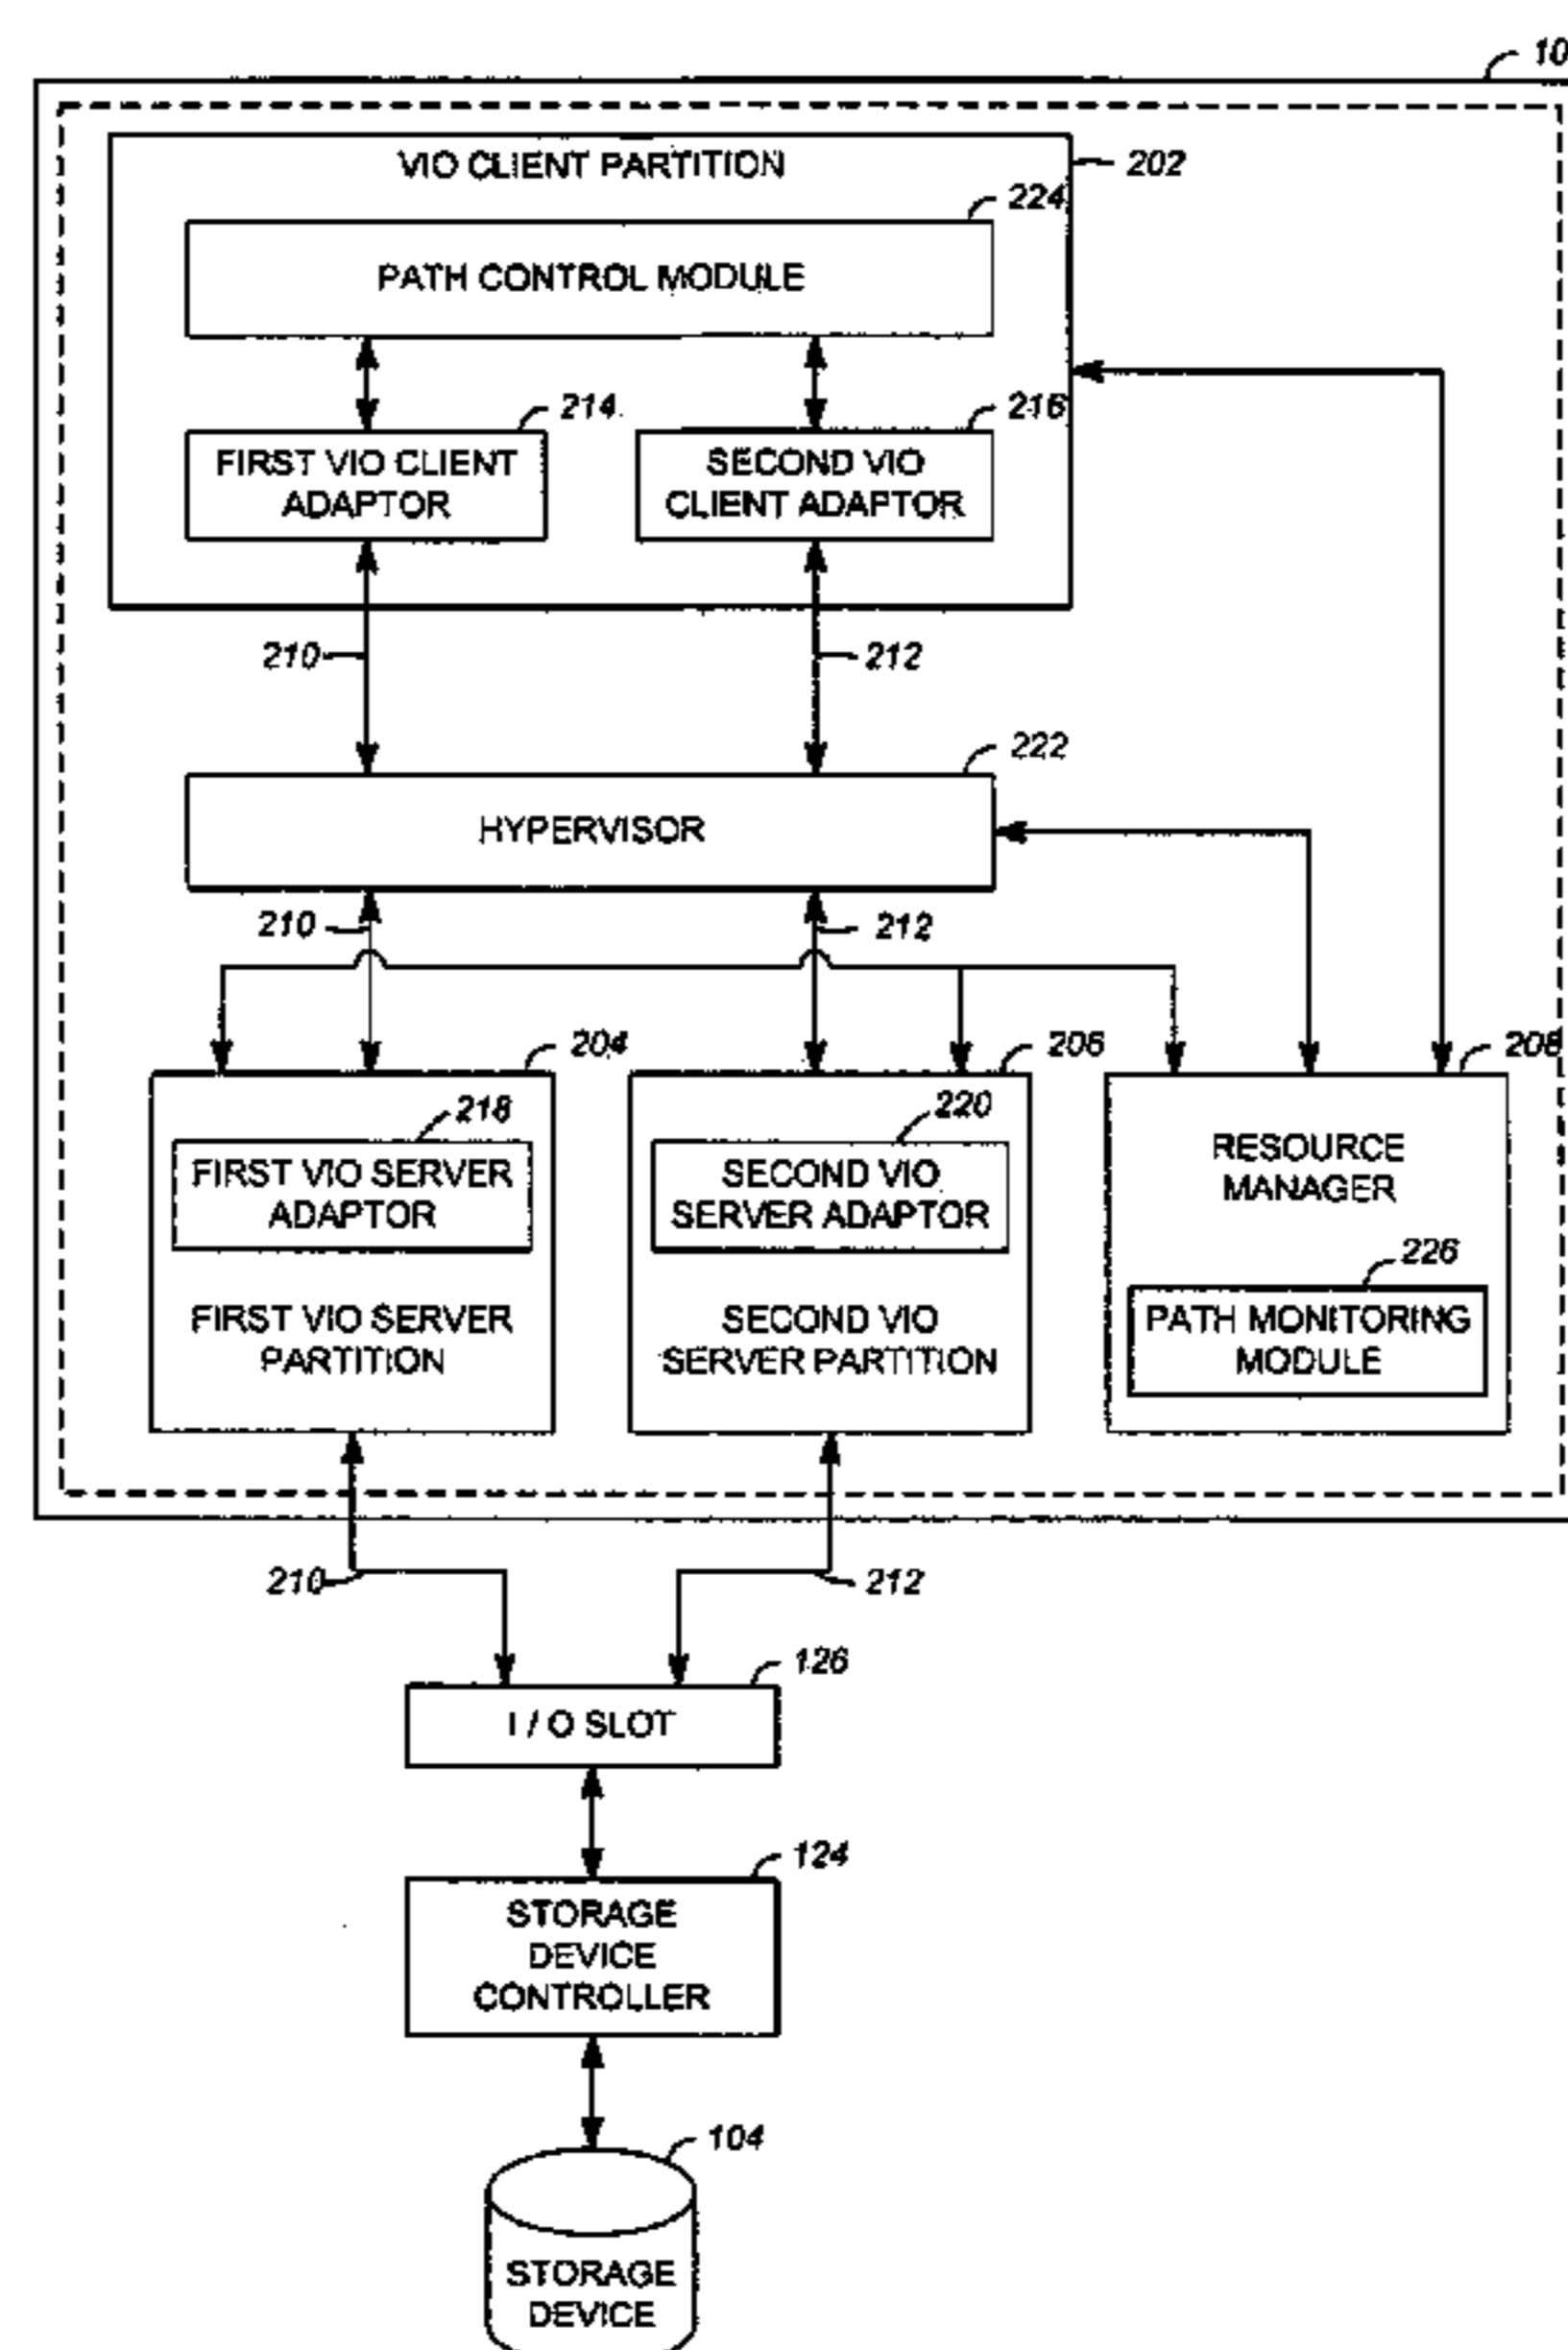 10
VIO CLIENT PARTITION
202
224
PATH CONTROL MODULE
214
216
FIRST VIO CLIENT
ADAPTOR
SECOND VIO
CLIENT ADAPTOR
210
212
222
HYPERVISOR
210
212
204
206
208
218
FIRST VIO SERVER
ADAPTOR
FIRST VIO SERVER
PARTITION
220
SECOND VIO
SERVER ADAPTOR
SECOND VIO
SERVER PARTITION
RESOURCE
MANAGER
226
PATH MONITORING
MODULE
210
212
126
I / O SLOT
124
STORAGE
DEVICE
CONTROLLER
104
STORAGE
DEVICE